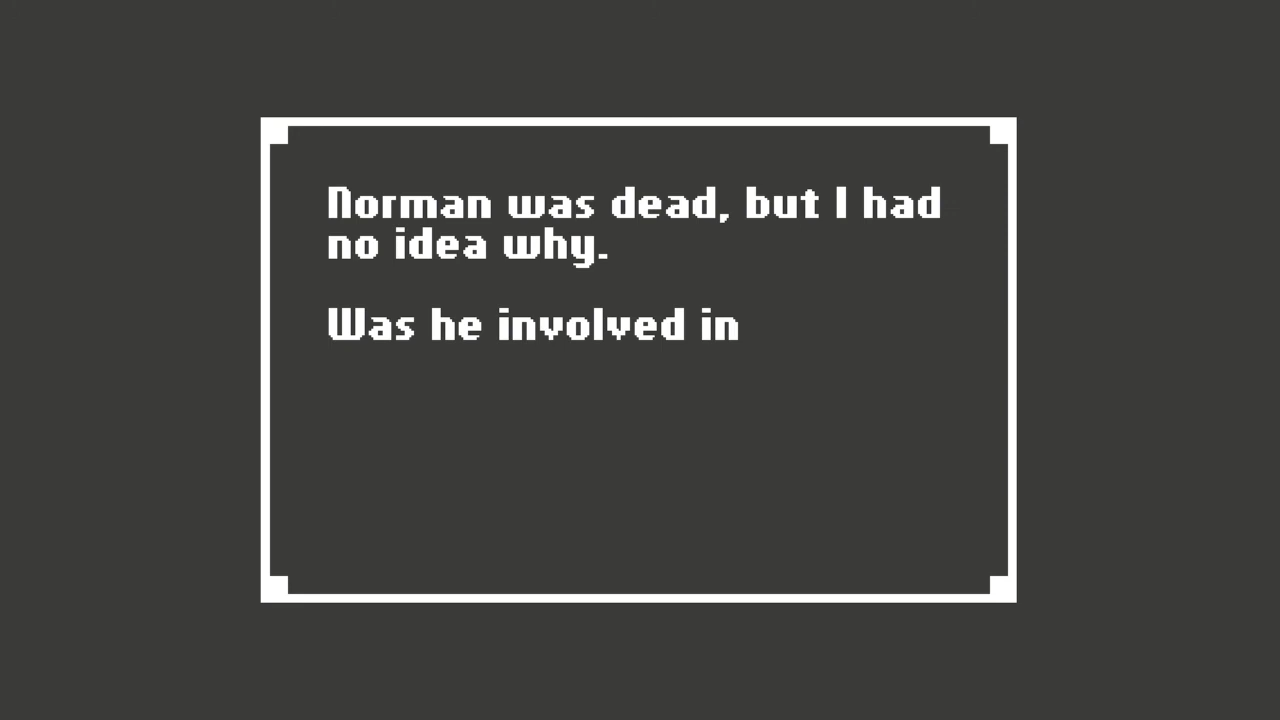 Norman was dead, but I had
no idea why.
Was he involved in